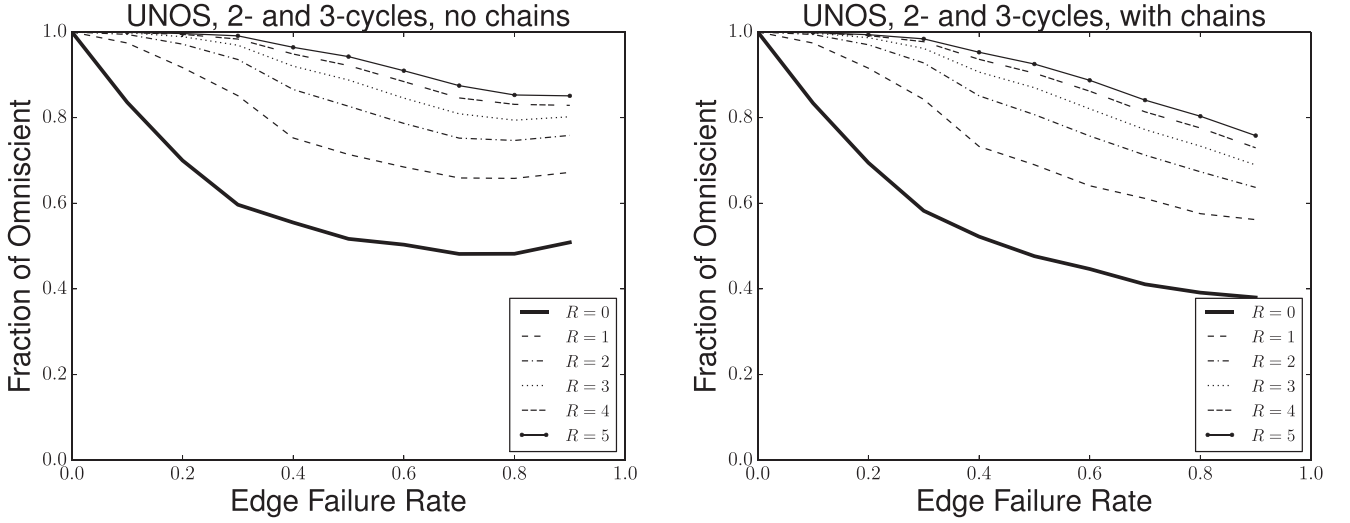 UNOS, 2- and 3-cycles, no chains
Fraction of Omniscient
1.0
0.8
0.6
0.4
0.2
0.0
R = 0
R = 1
R = 2
R = 3
R = 4
R = 5
0.0 0.2 0.4 0.6 0.8 1.0
Edge Failure Rate
UNOS, 2- and 3-cycles, with chains
Fraction of Omniscient
1.0
0.8
0.6
0.4
0.2
0.0
R = 0
R = 1
R = 2
R = 3
R = 4
R = 5
0.0 0.2 0.4 0.6 0.8 1.0
Edge Failure Rate